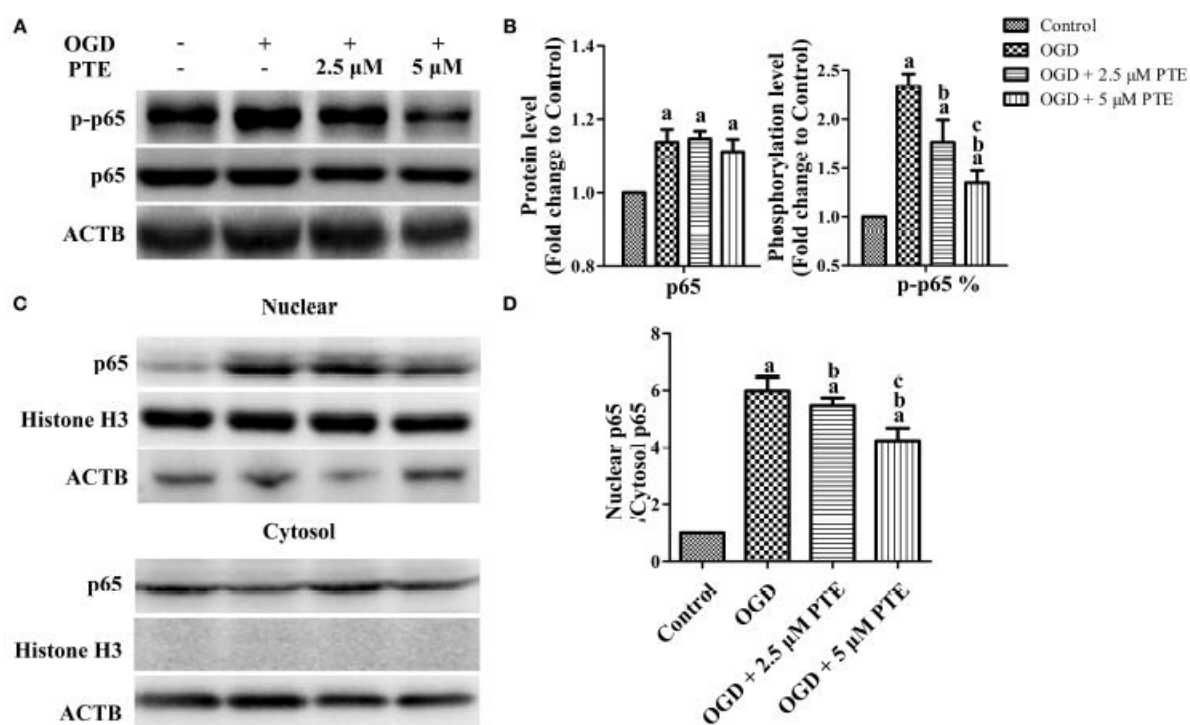 A
OGD - + + +
PTE - - 2.5 μM 5 μM
p-p65
p65
ACTB
B
Protein level
(Fold change to Control)
1.4
1.2
1.0
0.8
a a a
p65
Phosphorylation level
(Fold change to Control)
2.5
2.0
1.5
1.0
0.5
a
b
a
c
b
a
p-p65 %
Control
OGD
OGD + 2.5 μM PTE
OGD + 5 μM PTE
C
Nuclear
p65
Histone H3
ACTB
Cytosol
p65
Histone H3
ACTB
D
Nuclear p65
/Cytosol p65
8
6
4
2
0
a
b
a
c
b
a
Control
OGD
OGD + 2.5 μM PTE
OGD + 5 μM PTE